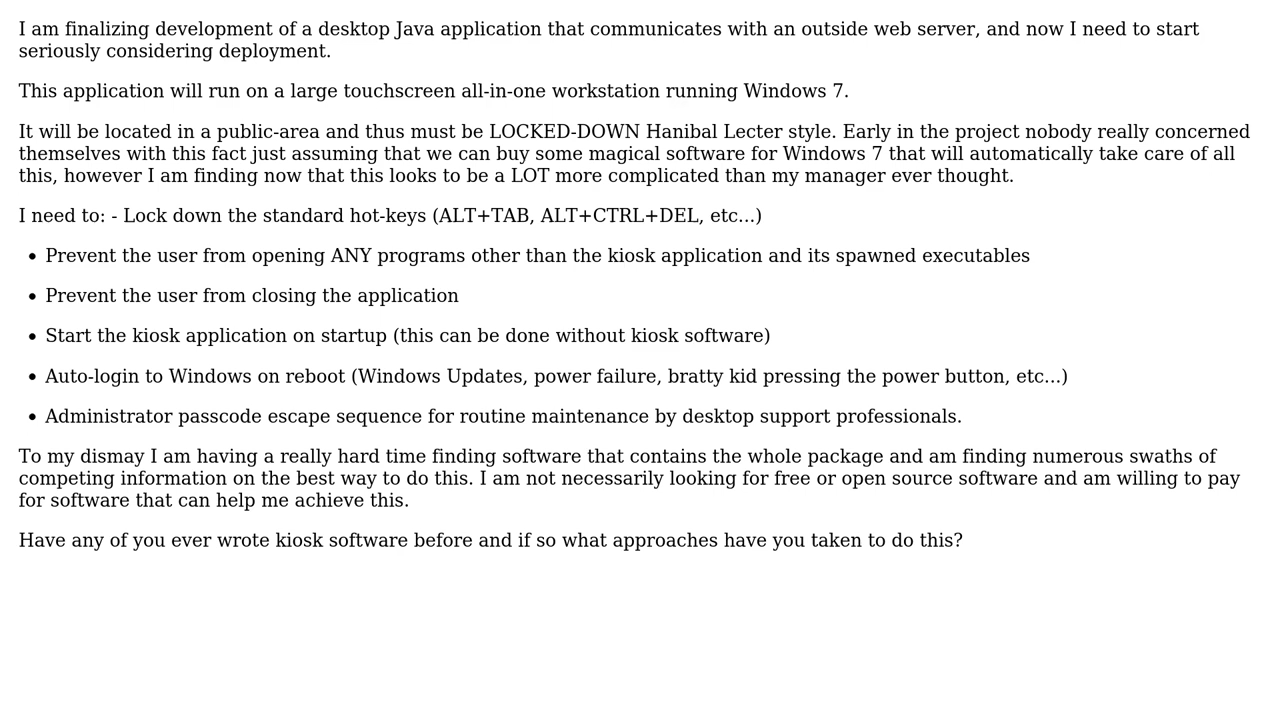 I am finalizing development of a desktop Java application that communicates with an outside web server, and now I need to start
seriously considering deployment.
This application will run on a large touchscreen all-in-one workstation running Windows 7.
It will be located in a public-area and thus must be LOCKED-DOWN Hanibal Lecter style. Early in the project nobody really concerned
themselves with this fact just assuming that we can buy some magical software for Windows 7 that will automatically take care of all
this, however I am finding now that this looks to be a LOT more complicated than my manager ever thought.
I need to: - Lock down the standard hot-keys (ALT+TAB, ALT+CTRL+DEL, etc...)
• Prevent the user from opening ANY programs other than the kiosk application and its spawned executables
• Prevent the user from closing the application
• Start the kiosk application on startup (this can be done without kiosk software)
• Auto-login to Windows on reboot (Windows Updates, power failure, bratty kid pressing the power button, etc...)
• Administrator passcode escape sequence for routine maintenance by desktop support professionals.
To my dismay I am having a really hard time finding software that contains the whole package and am finding numerous swaths of
competing information on the best way to do this. I am not necessarily looking for free or open source software and am willing to pay
for software that can help me achieve this.
Have any of you ever wrote kiosk software before and if so what approaches have you taken to do this?